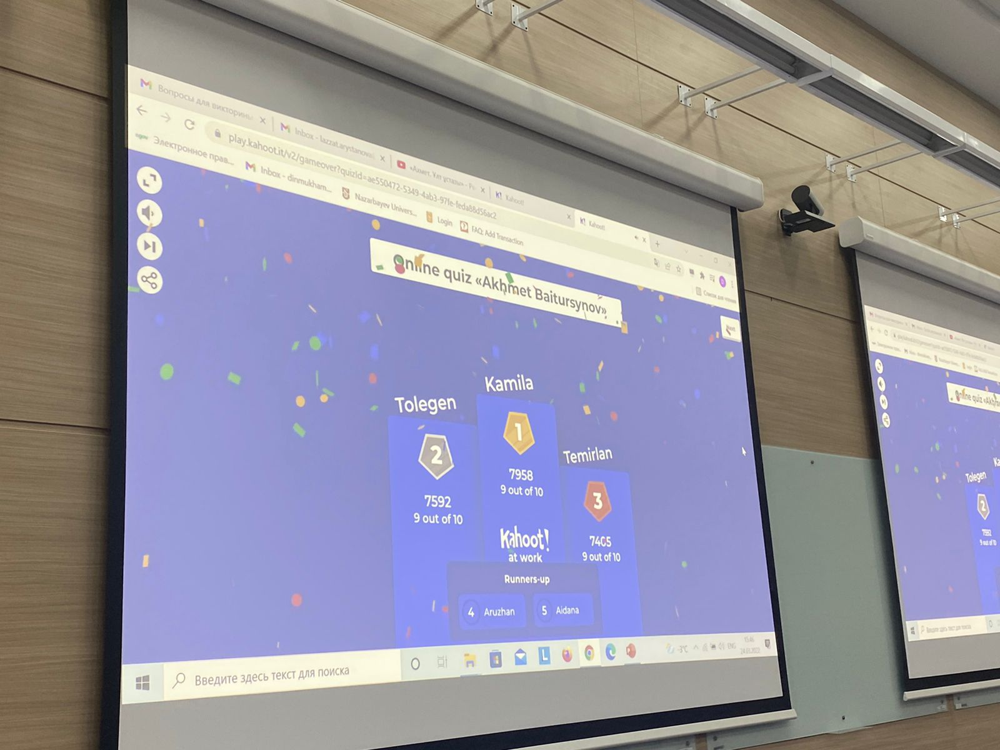 Вопросы для викторины
Inbox - lazzat.arystanova
«Ахмет. Ұлт ұстазы» -
Kahoot!
Kahoot!
play.kahoot.it/v2/gameover?quizId=ae550472-5349-4ab3-97fe-feda88d56ac2
Электронное прав...
Inbox - dinmukham...
Nazarbayev Univers...
Login
FAQ: Add Transaction
Список для чтения
Online quiz «Akhmet Baitursynov»
Next
Kamila
Tolegen
Temirlan
1
2
3
7958
9 out of 10
7592
9 out of 10
7405
9 out of 10
Kahoot!
at work
Runners-up
4 Aruzhan
5 Aidana
Введите здесь текст для поиска
-3°C
ENG
15:46
24.03.2022
Online quiz «Akh
Tolegen
Ka
2
7592
9 out of 10
Введите здесь текст для поиска